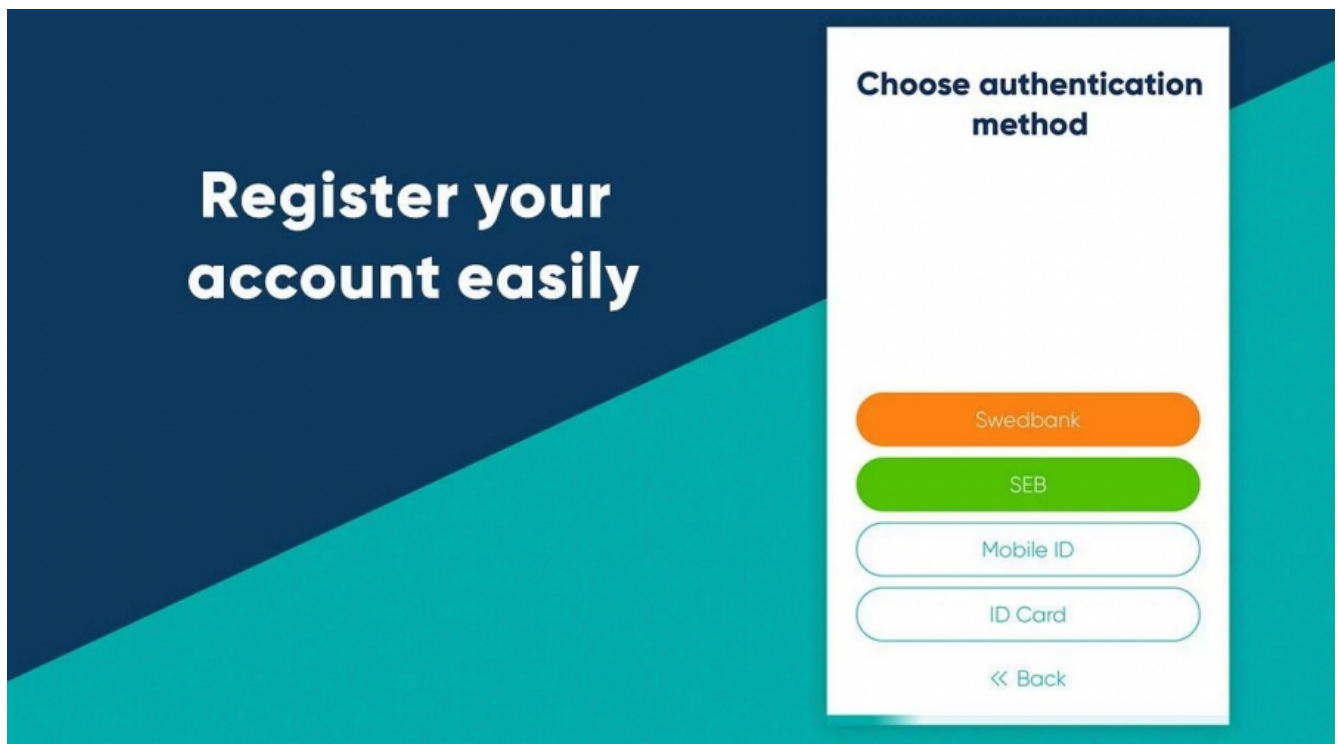 Register your
account easily
Choose authentication
method
Swedbank
SEB
Mobile ID
ID Card
<< Back